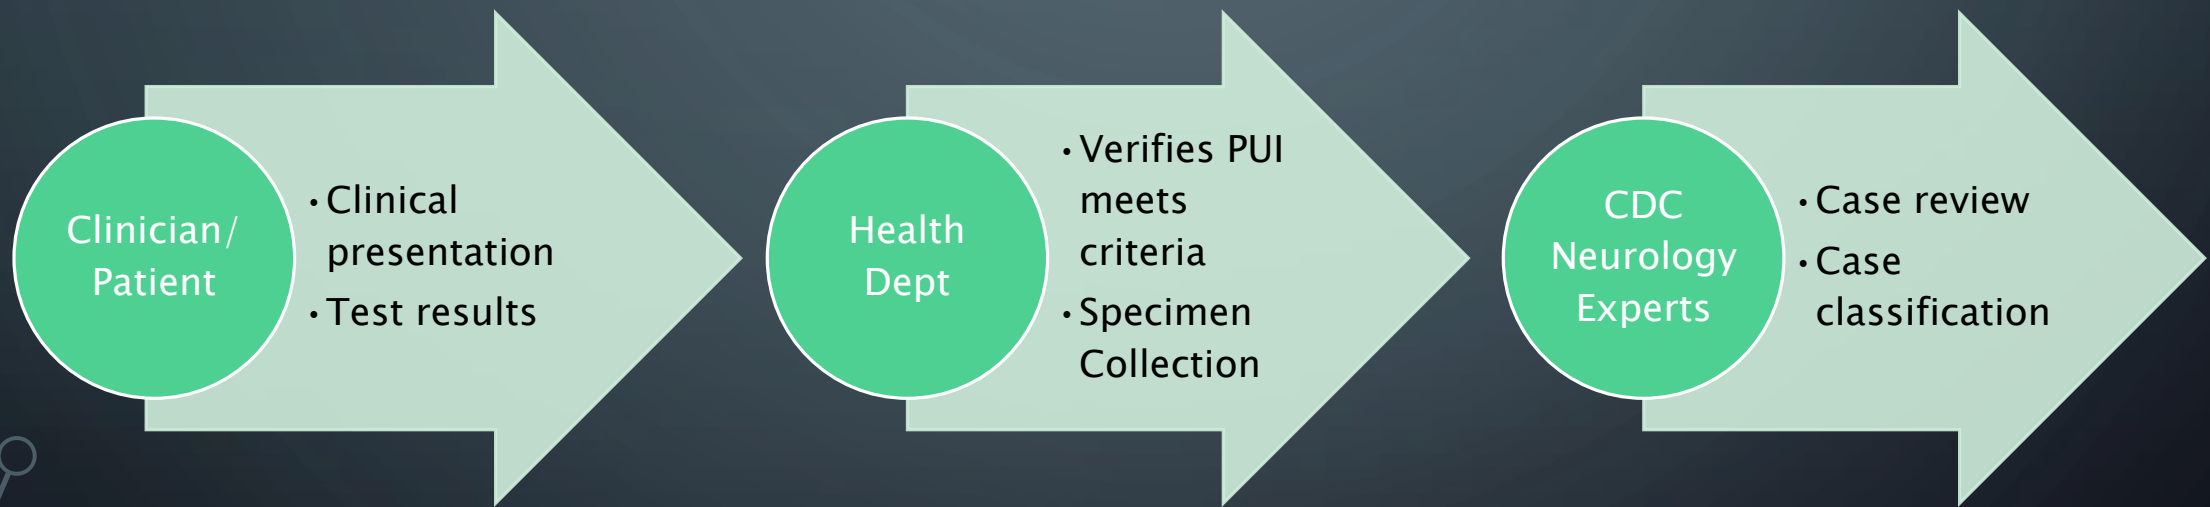 Clinician/
Patient
• Clinical
presentation
• Test results
Health
Dept
• Verifies PUI
meets
criteria
• Specimen
Collection
CDC
Neurology
Experts
• Case review
• Case
classification